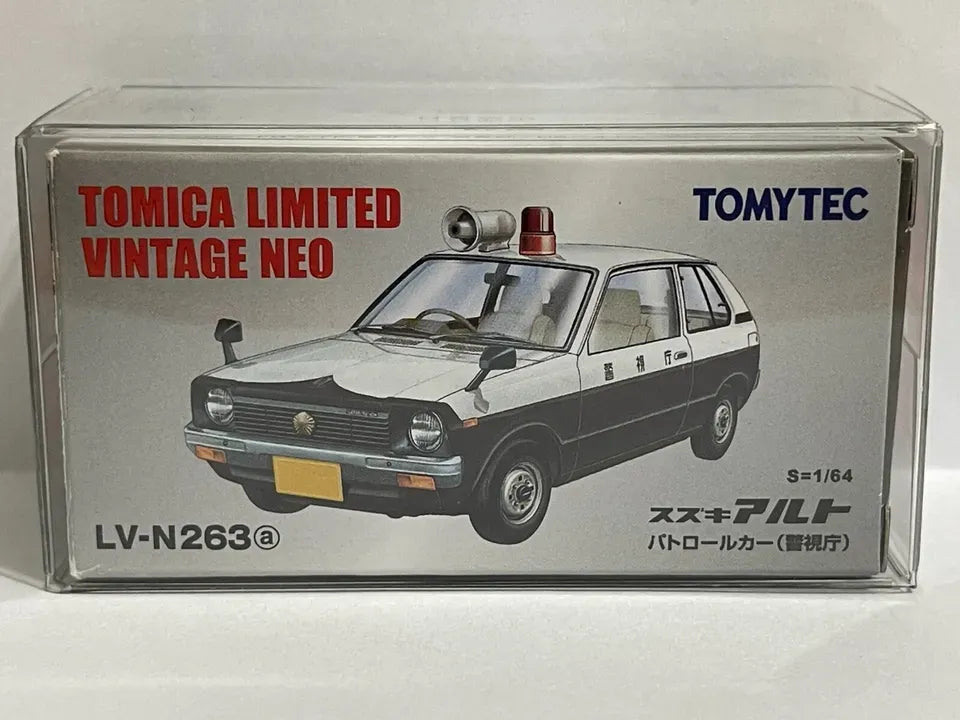 TOMICA LIMITED
VINTAGE NEO
TOMYTEC
警視庁
S=1/64
LV-N263ⓐ
スズキアルト
パトロールカー(警視庁)